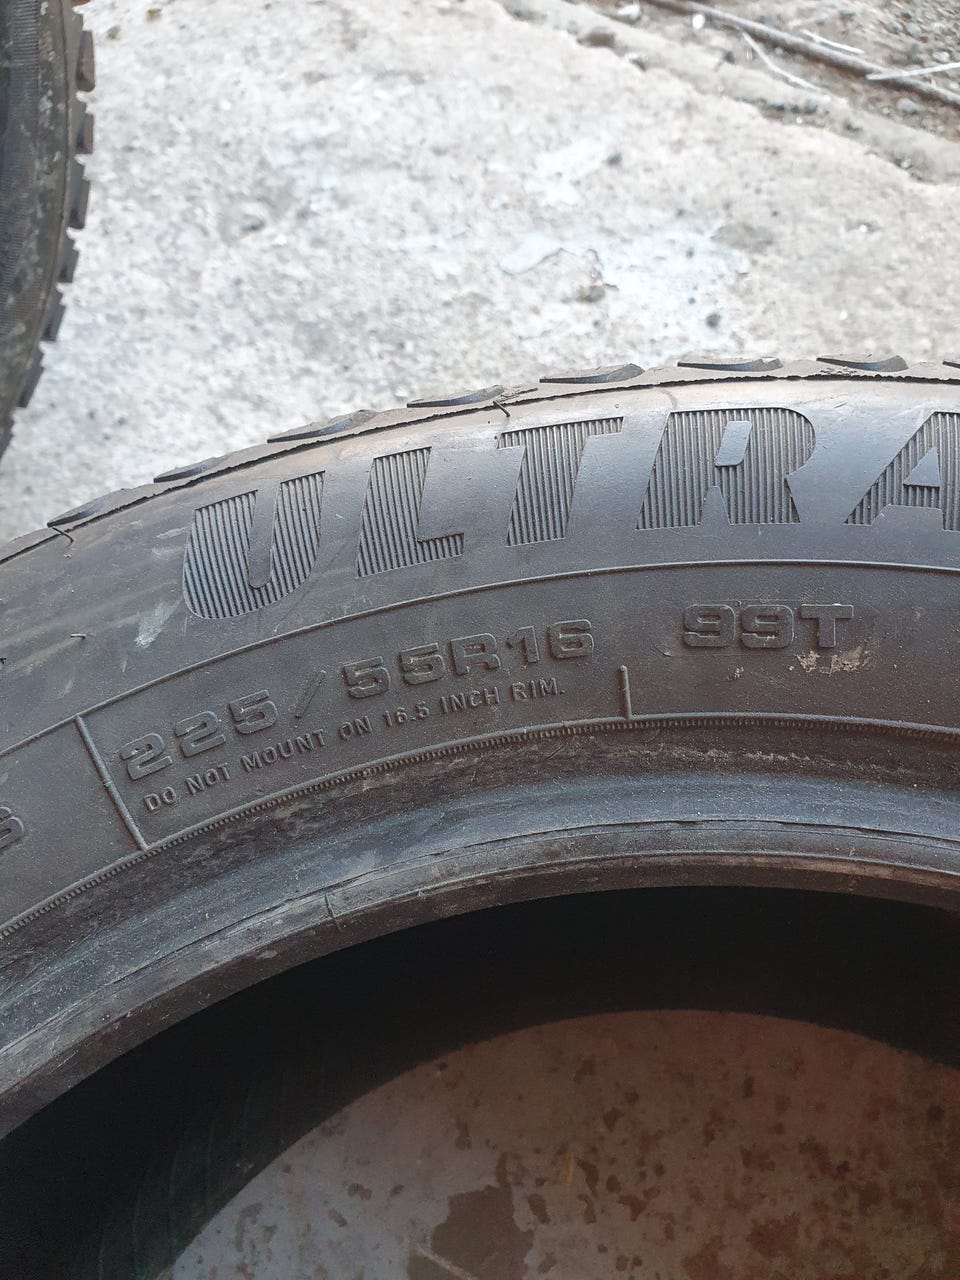 ULTRA
225/55R16 99T
DO NOT MOUNT ON 16.5 INCH RIM.